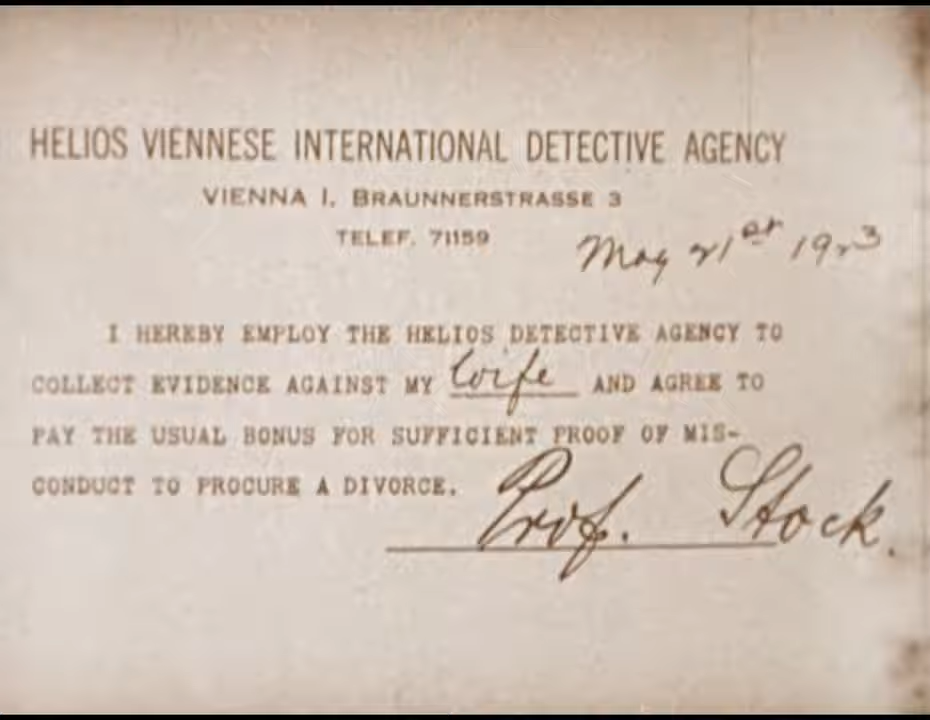 HELIOS VIENNESE INTERNATIONAL DETECTIVE AGENCY
VIENNA I, BRAUNNERSTRASSE 3
TELEF. 71159
May 21st 1923
I HEREBY EMPLOY THE HELIOS DETECTIVE AGENCY TO
COLLECT EVIDENCE AGAINST MY Wife AND AGREE TO
PAY THE USUAL BONUS FOR SUFFICIENT PROOF OF MIS-
CONDUCT TO PROCURE A DIVORCE.
Prof. Stock.